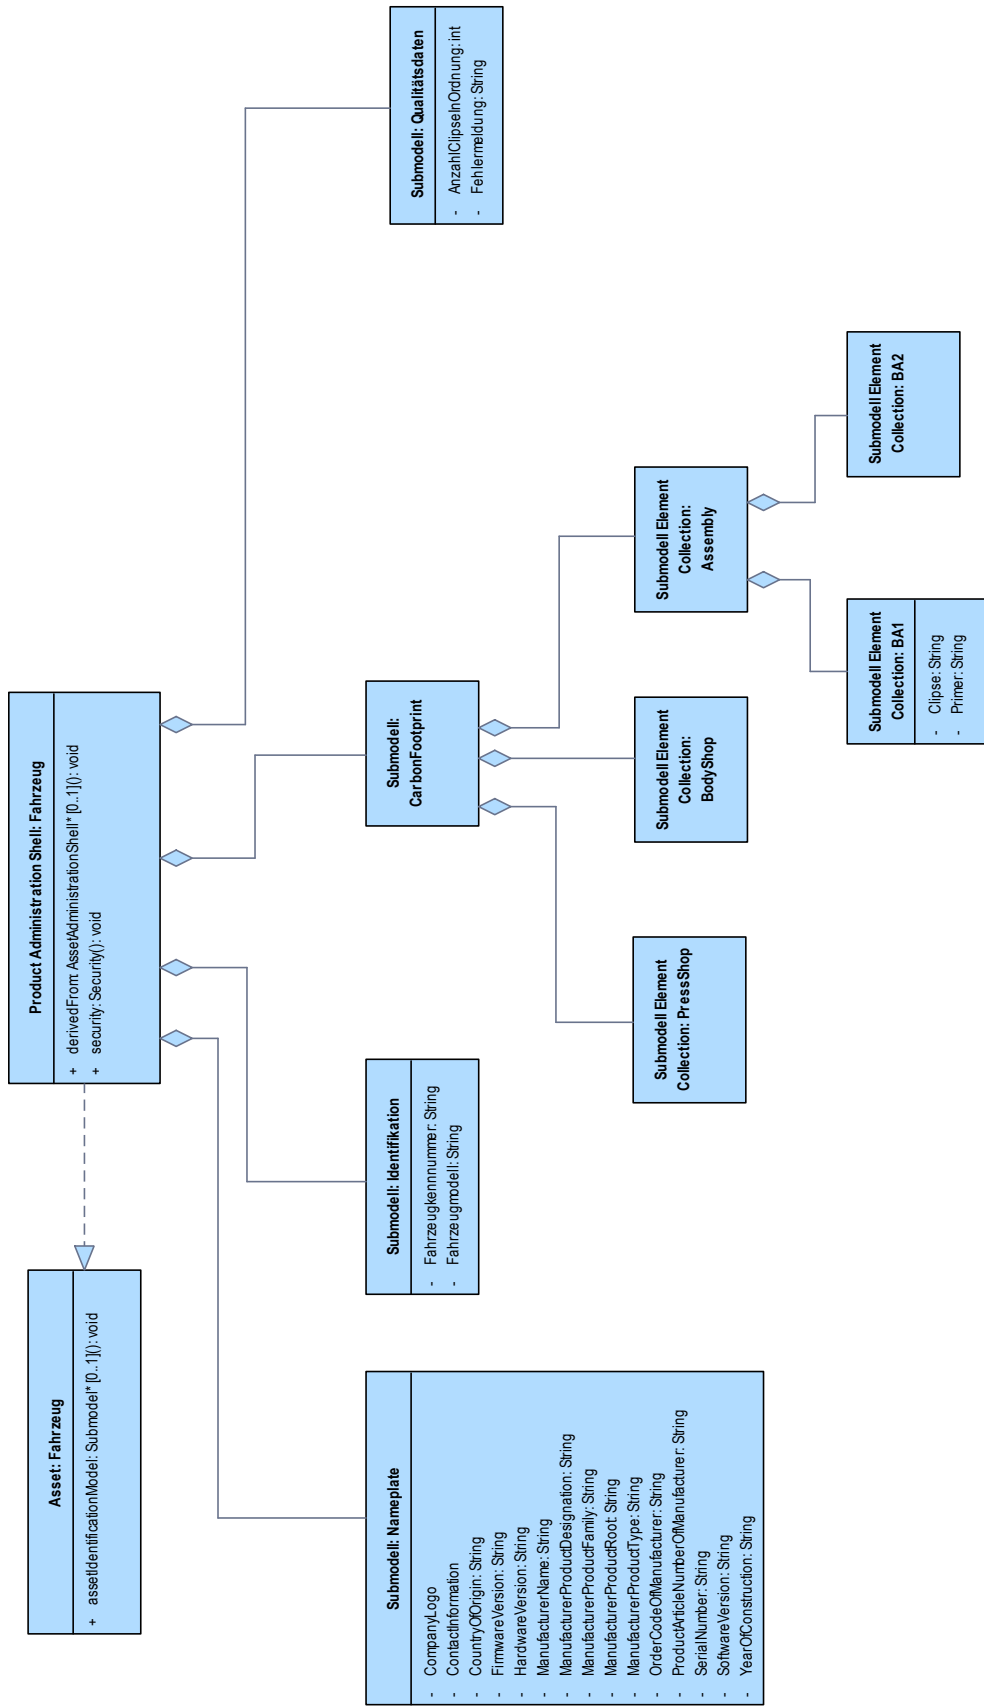 Asset: Fahrzeug
+ assetIdentificationModel: Submodel* [0..1](): void
Product Administration Shell: Fahrzeug
+ derivedFrom: AssetAdministrationShell* [0..1](): void
+ security: Security(): void
Submodell: Nameplate
- CompanyLogo
- ContactInformation
- CountryOfOrigin: String
- FirmwareVersion: String
- HardwareVersion: String
- ManufacturerName: String
- ManufacturerProductDesignation: String
- ManufacturerProductFamily: String
- ManufacturerProductRoot: String
- ManufacturerProductType: String
- OrderCodeOfManufacturer: String
- ProductArticleNumberOfManufacturer: String
- SerialNumber: String
- SoftwareVersion: String
- YearOfConstruction: String
Submodell: Identifikation
- Fahrzeugkennnummer: String
- Fahrzeugmodell: String
Submodell:
CarbonFootprint
Submodell: Qualitätsdaten
- AnzahlClipseInOrdnung: int
- Fehlermeldung: String
Submodell Element
Collection: PressShop
Submodell Element
Collection:
BodyShop
Submodell Element
Collection:
Assembly
Submodell Element
Collection: BA1
- Clipse: String
- Primer: String
Submodell Element
Collection: BA2